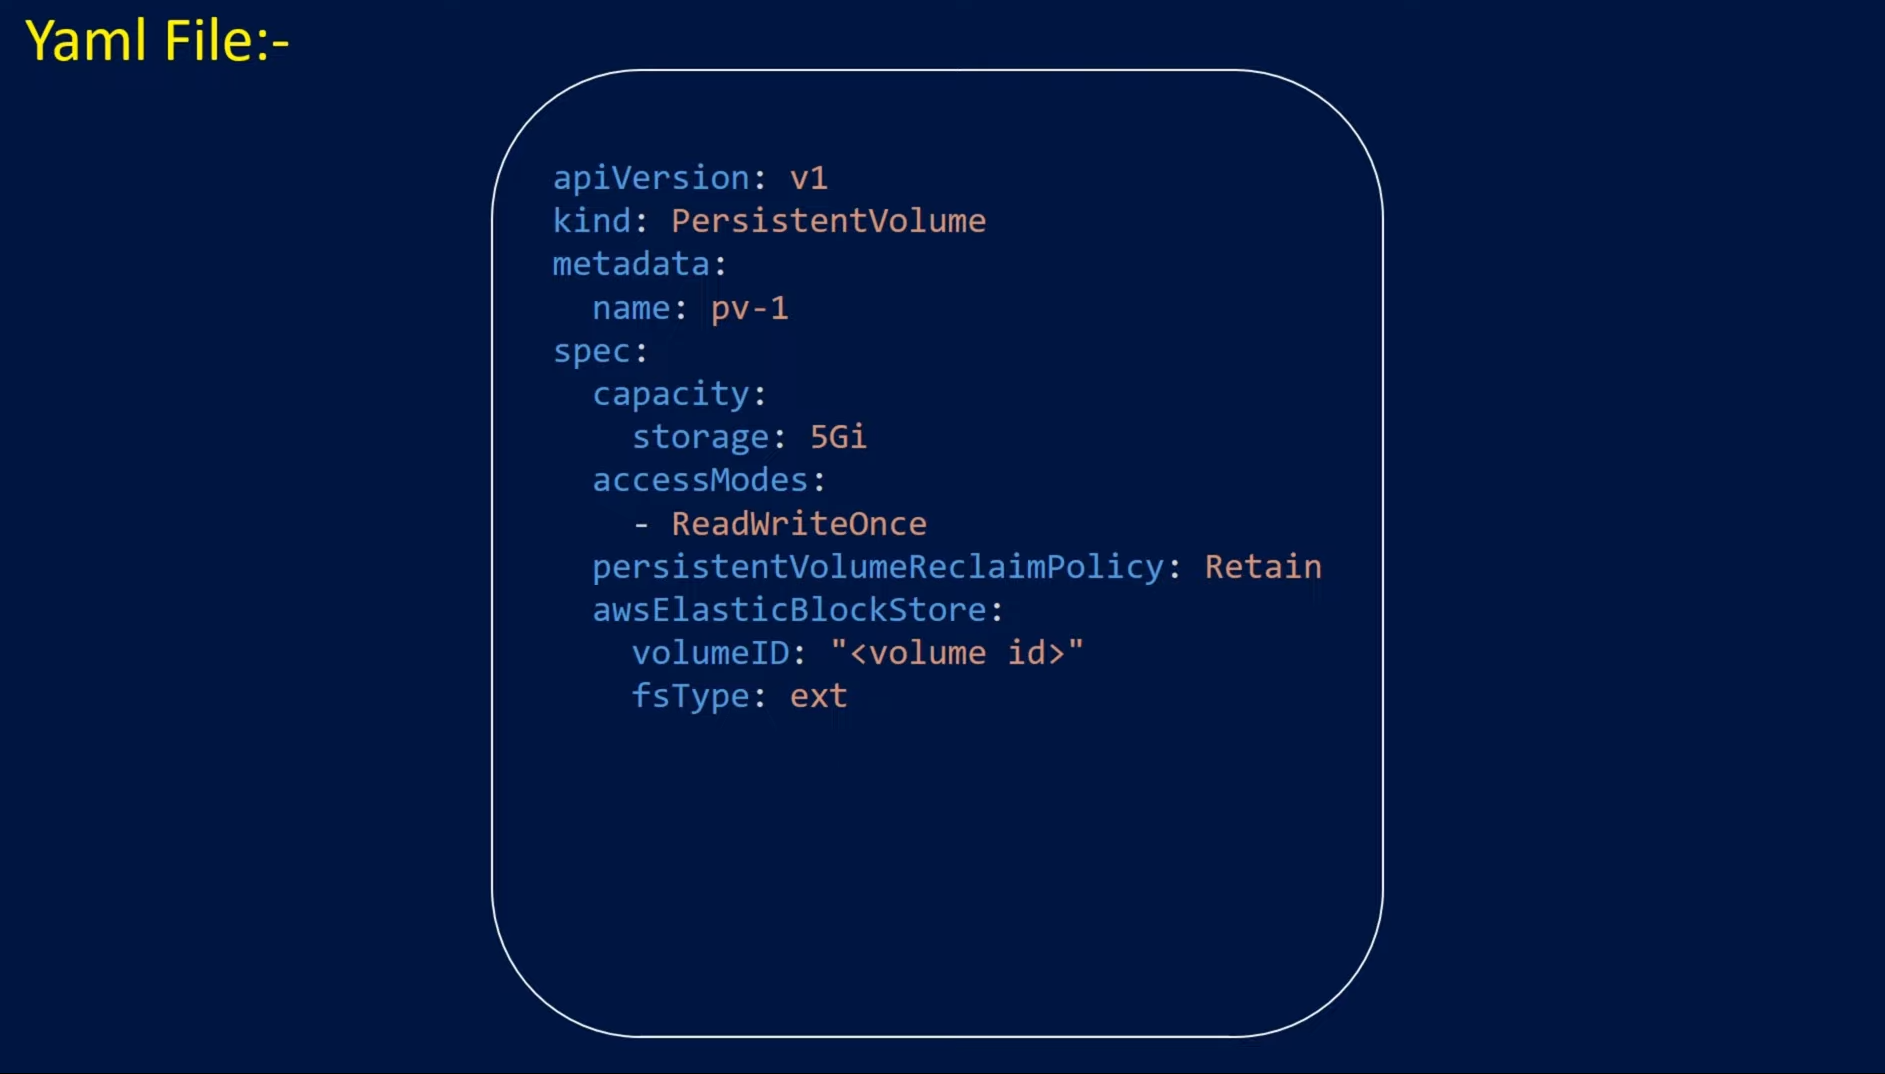 Yaml File:-
apiVersion: v1
kind: PersistentVolume
metadata:
  name: pv-1
spec:
  capacity:
    storage: 5Gi
  accessModes:
    - ReadWriteOnce
  persistentVolumeReclaimPolicy: Retain
  awsElasticBlockStore:
    volumeID: "<volume id>"
    fsType: ext